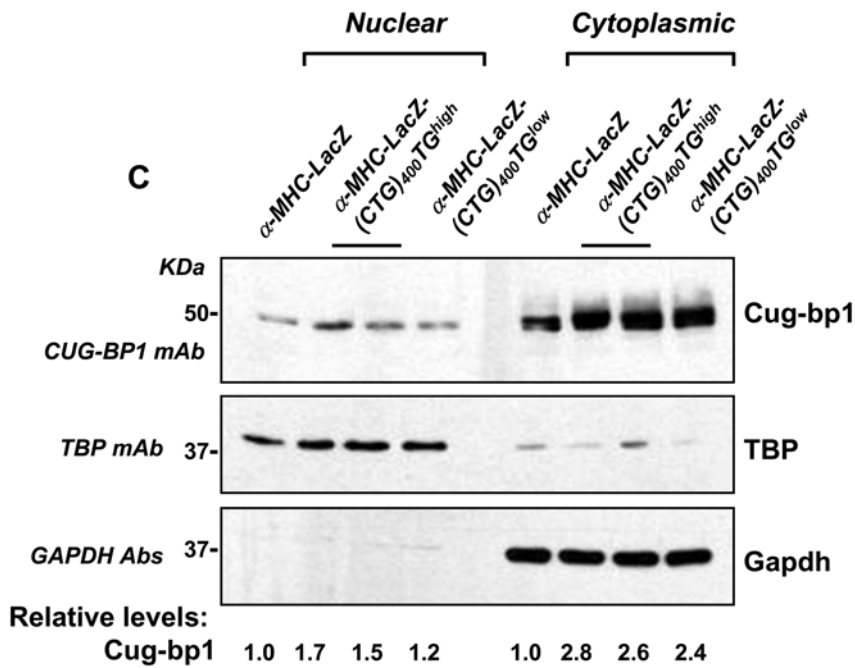 Nuclear Cytoplasmic
C
α-MHC-LacZ
α-MHC-LacZ-
(CTG)₄₀₀TGʰⁱᵍʰ
α-MHC-LacZ-
(CTG)₄₀₀TGˡᵒʷ
α-MHC-LacZ
α-MHC-LacZ-
(CTG)₄₀₀TGʰⁱᵍʰ
α-MHC-LacZ-
(CTG)₄₀₀TGˡᵒʷ
KDa
50-
CUG-BP1 mAb
Cug-bp1
TBP mAb 37- TBP
GAPDH Abs 37- Gapdh
Relative levels:
Cug-bp1 1.0 1.7 1.5 1.2 1.0 2.8 2.6 2.4